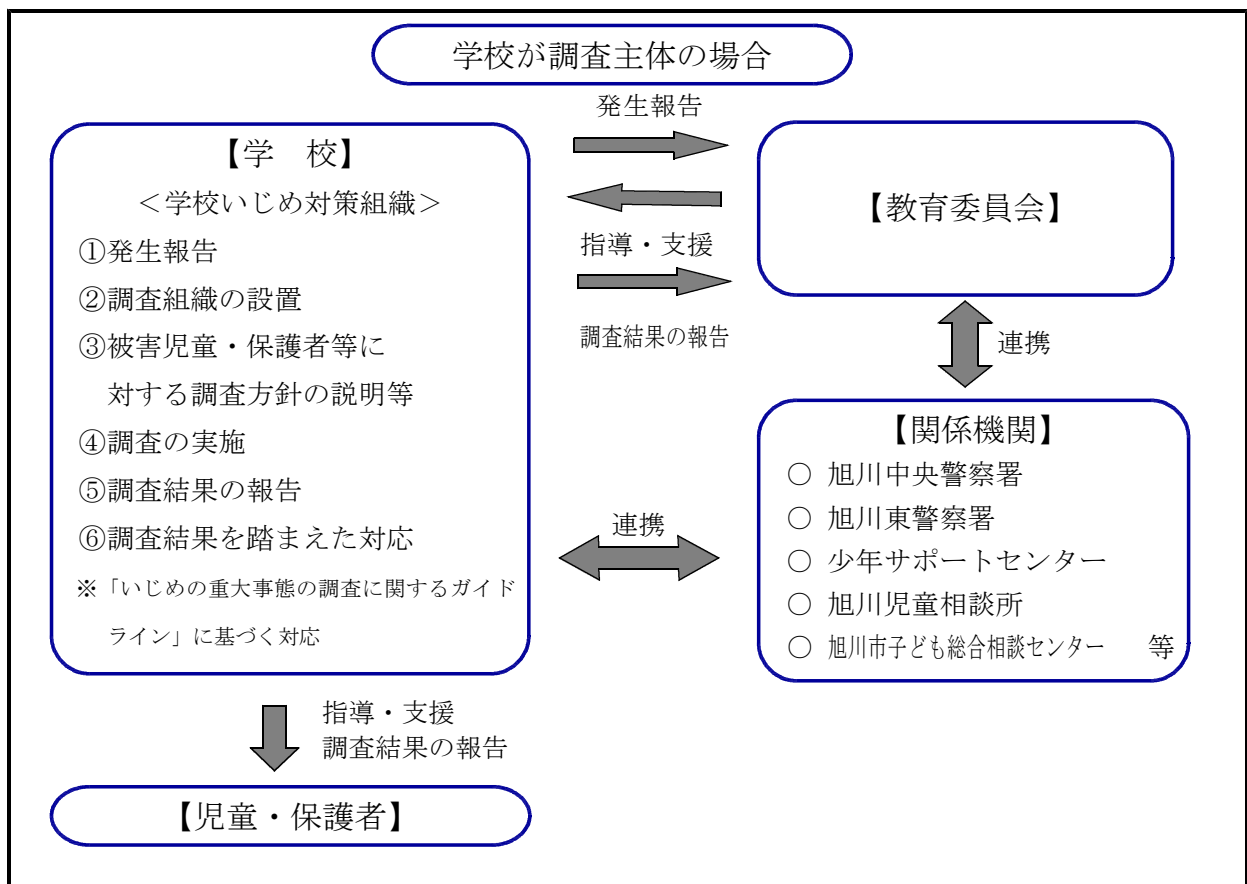 学校が調査主体の場合
発生報告
【学　校】
＜学校いじめ対策組織＞
①発生報告
②調査組織の設置
③被害児童・保護者等に
対する調査方針の説明等
④調査の実施
⑤調査結果の報告
⑥調査結果を踏まえた対応
※「いじめの重大事態の調査に関するガイド
ライン」に基づく対応
指導・支援
調査結果の報告
【教育委員会】
連携
連携
【関係機関】
○ 旭川中央警察署
○ 旭川東警察署
○ 少年サポートセンター
○ 旭川児童相談所
○ 旭川市子ども総合相談センター　等
指導・支援
調査結果の報告
【児童・保護者】